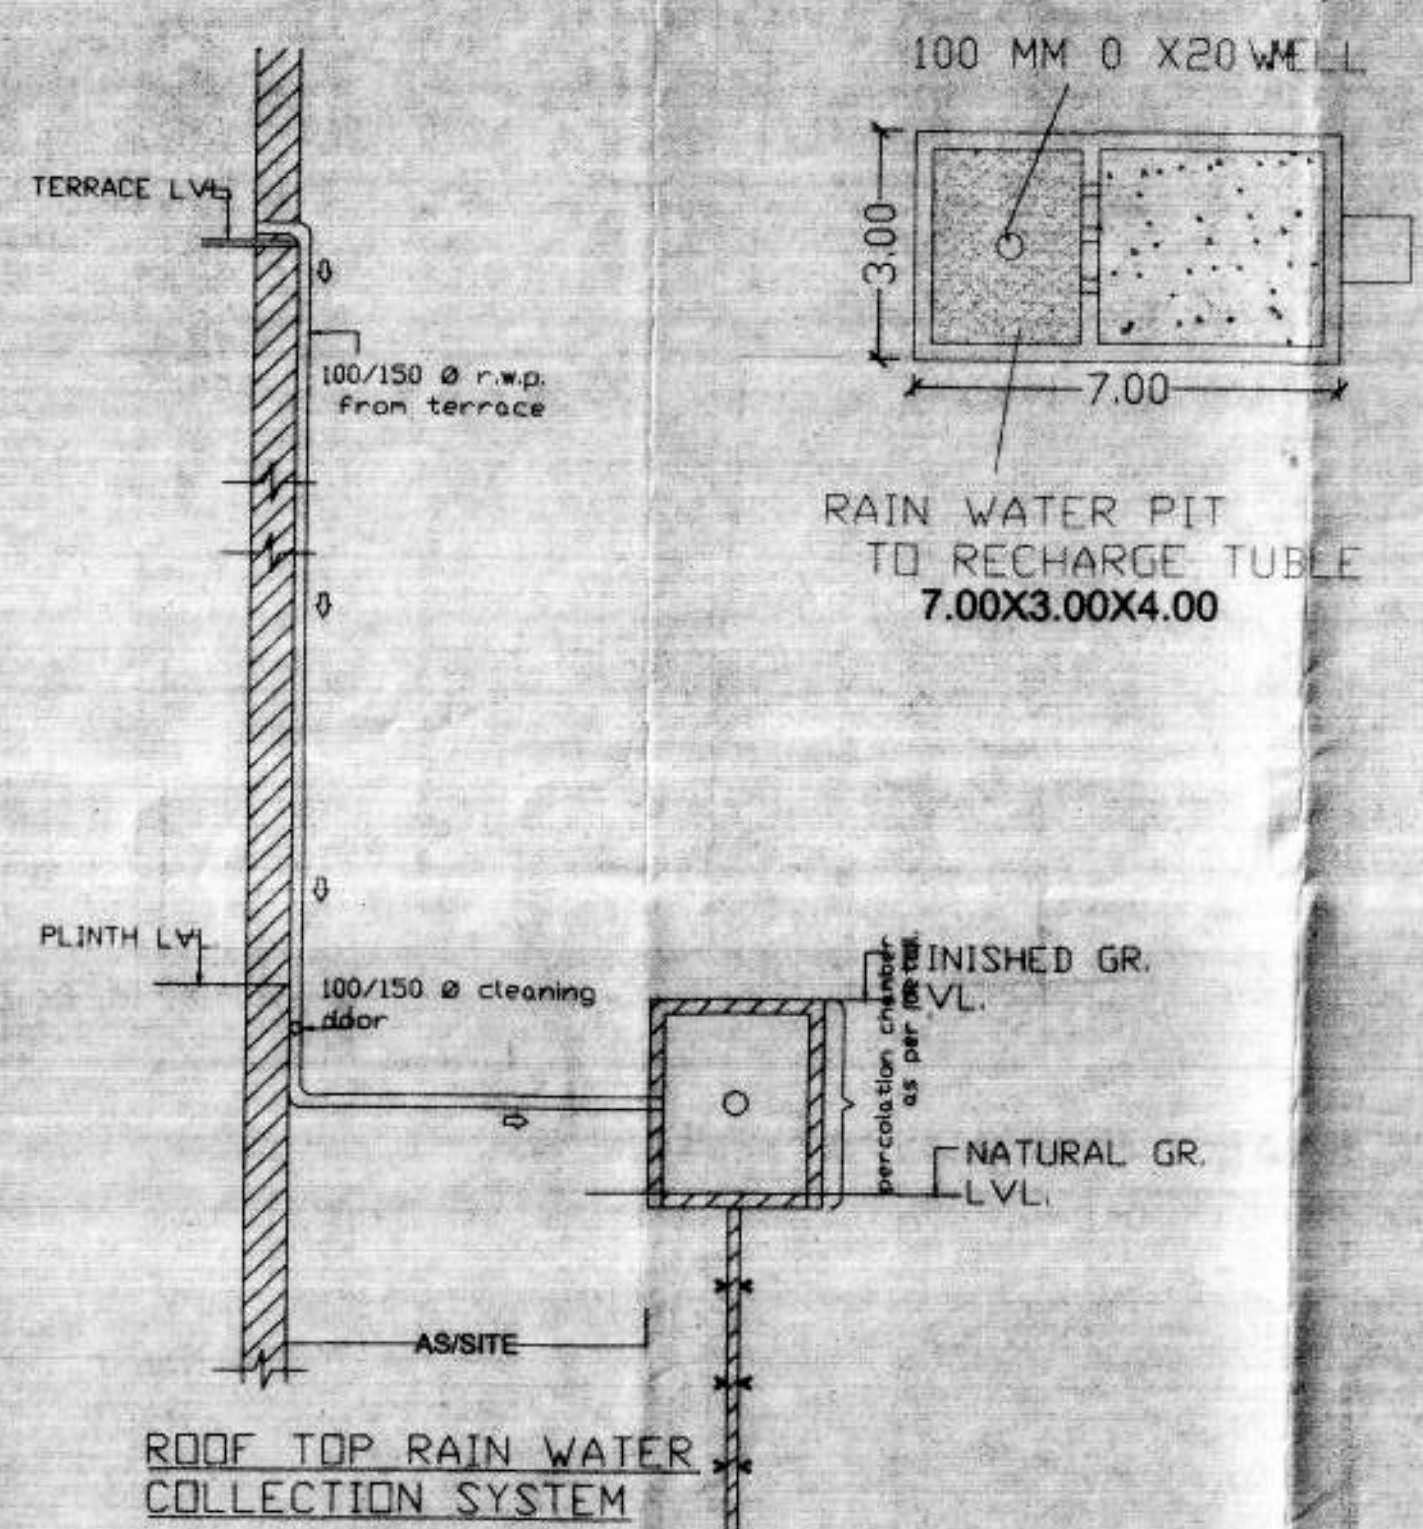 100 MM 0 X20 WELL
TERRACE LVL
3.00
7.00
100/150 Ø r.w.p.
from terrace
RAIN WATER PIT
TO RECHARGE TUBLE
7.00X3.00X4.00
PLINTH LVL
100/150 Ø cleaning
door
percolation chamber
as per
FINISHED GR.
LVL.
NATURAL GR.
LVL.
AS/SITE
ROOF TOP RAIN WATER
COLLECTION SYSTEM